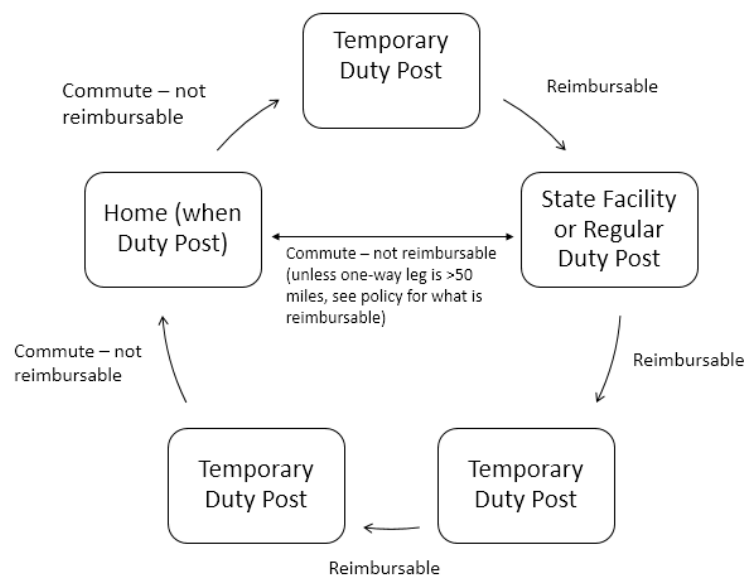 Temporary
Duty Post
Commute – not
reimbursable
Reimbursable
Home (when
Duty Post)
State Facility
or Regular
Duty Post
Commute – not reimbursable
(unless one-way leg is >50
miles, see policy for what is
reimbursable)
Commute – not
reimbursable
Reimbursable
Temporary
Duty Post
Temporary
Duty Post
Reimbursable